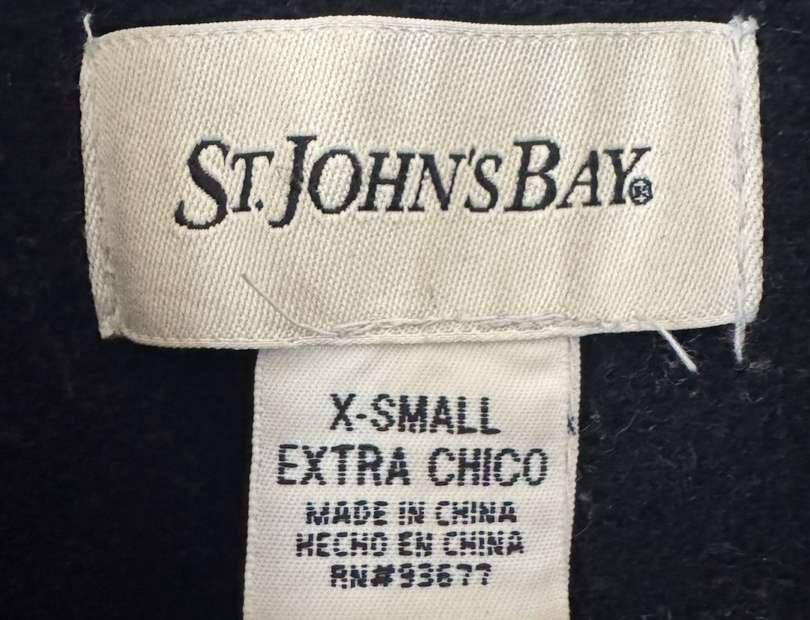 ST. JOHN'S BAY®
X-SMALL
EXTRA CHICO
MADE IN CHINA
HECHO EN CHINA
RN#93677